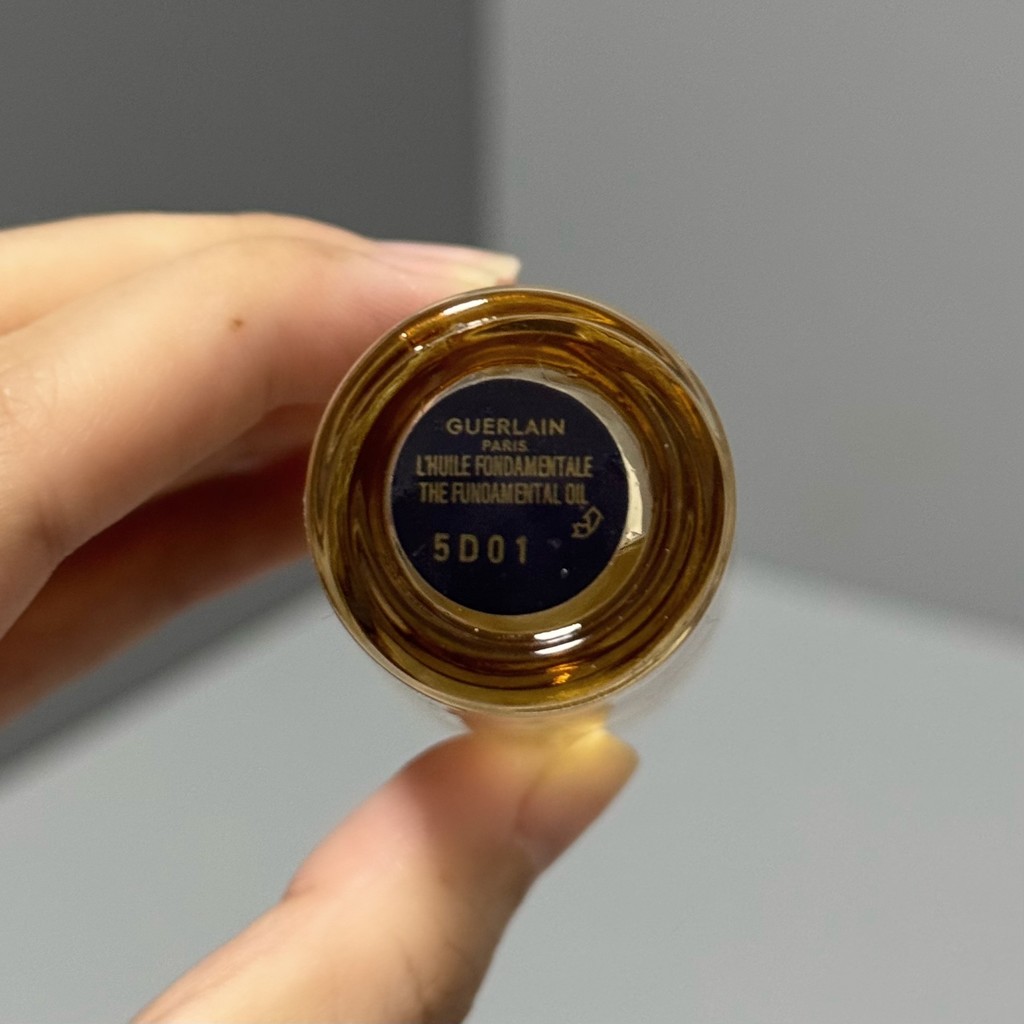 GUERLAIN
PARIS
L'HUILE FONDAMENTALE
THE FUNDAMENTAL OIL
5D01